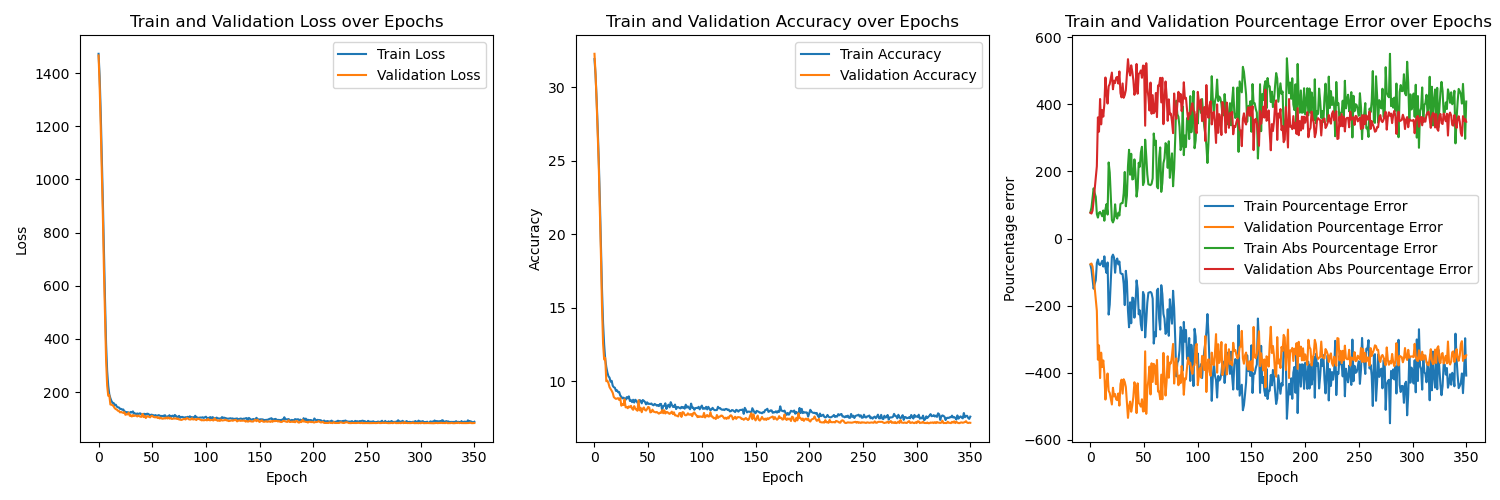 Train and Validation Loss over Epochs
Train Loss
Validation Loss
1400
1200
1000
800
600
400
200
Loss
0
50
100
150
200
250
300
350
Epoch
Train and Validation Accuracy over Epochs
Train Accuracy
Validation Accuracy
30
25
20
15
10
Accuracy
0
50
100
150
200
250
300
350
Epoch
Train and Validation Pourcentage Error over Epochs
600
400
200
0
−200
−400
−600
Pourcentage error
Train Pourcentage Error
Validation Pourcentage Error
Train Abs Pourcentage Error
Validation Abs Pourcentage Error
0
50
100
150
200
250
300
350
Epoch